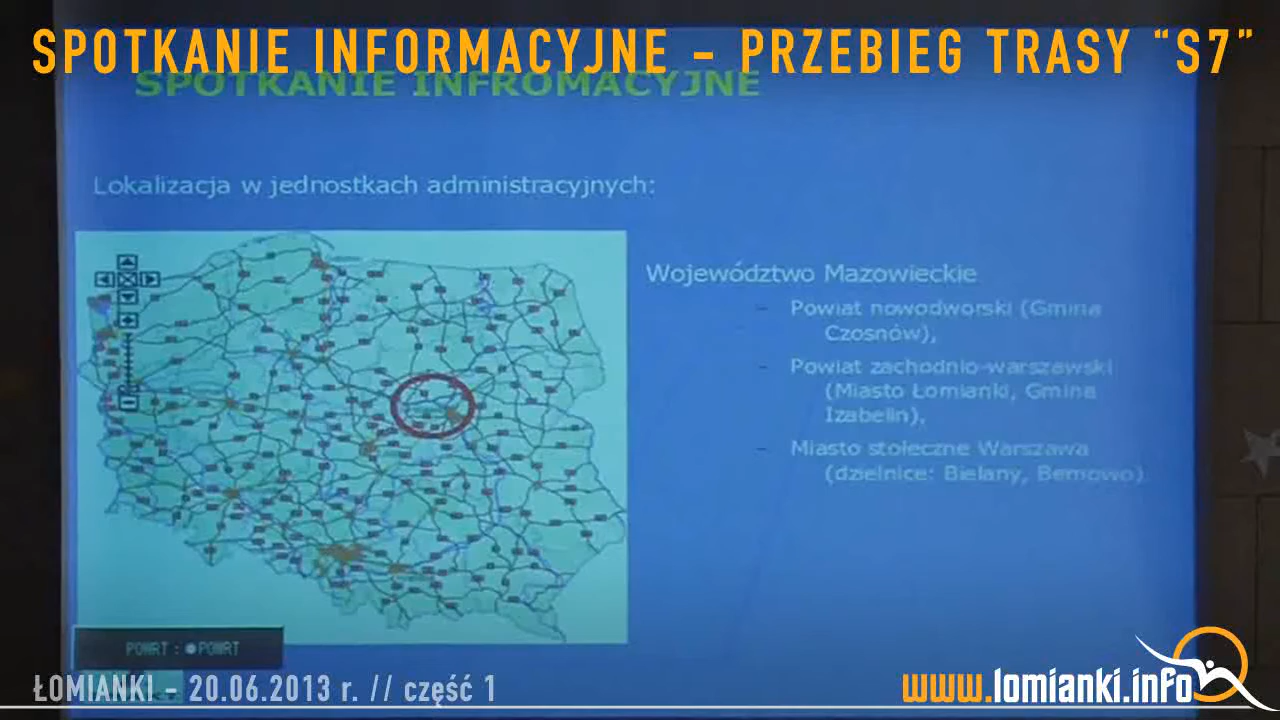 SPOTKANIE INFORMACYJNE - PRZEBIEG TRASY “S7”
SPOTKANIE INFROMACYJNE
Lokalizacja w jednostkach administracyjnych:
Województwo Mazowieckie
- Powiat nowodworski (Gmina
Czosnów),
- Powiat zachodnio-warszawski
(Miasto Łomianki, Gmina
Izabelin),
- Miasto stołeczne Warszawa
(dzielnice: Bielany, Bemowo)
POWRT : POWRT
ŁOMIANKI - 20.06.2013 r. // część 1
www.lomianki.info